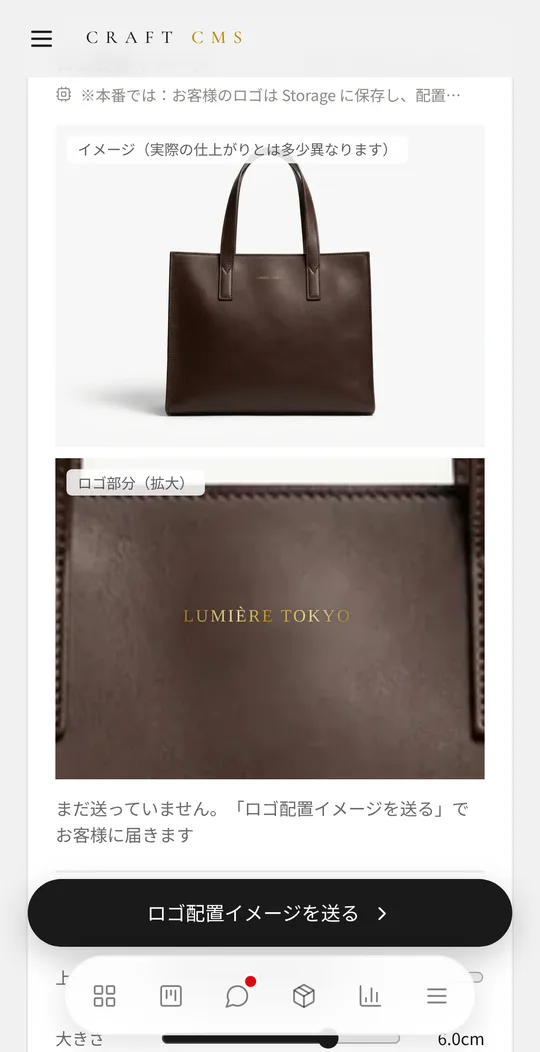 CRAFT CMS
※本番では：お客様のロゴは Storage に保存し、配置…
イメージ（実際の仕上がりとは多少異なります）
ロゴ部分（拡大）
LUMIÈRE TOKYO
まだ送っていません。「ロゴ配置イメージを送る」で
お客様に届きます
ロゴ配置イメージを送る
上
大きさ
6.0cm